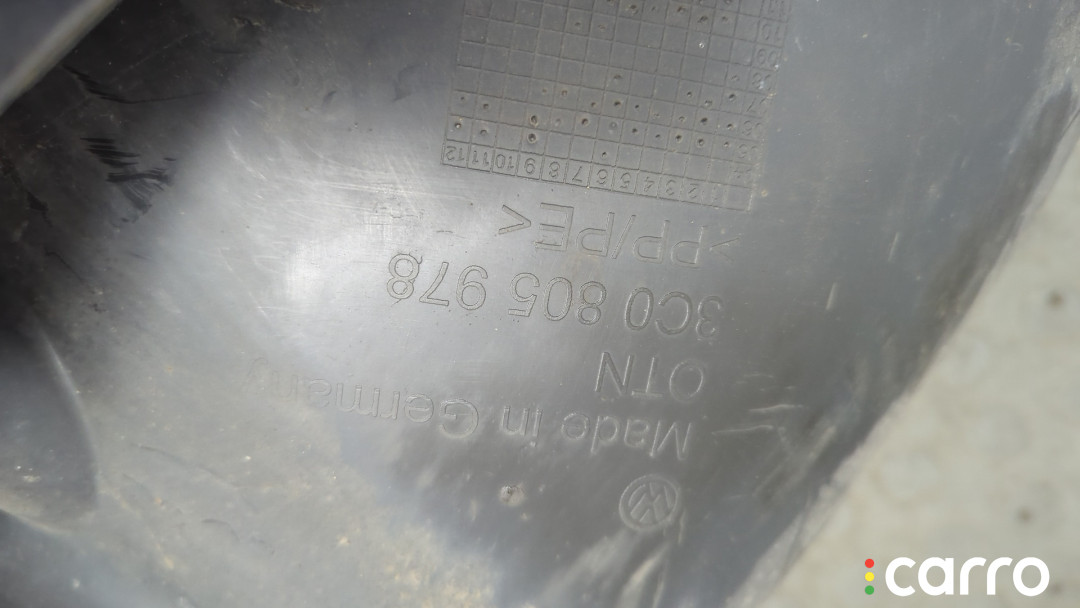 VW
Made in Germany
OTN
3C0 805 978
>PP/PE<
1 2 3 4 5 6 7 8 9 10 11 12
carro